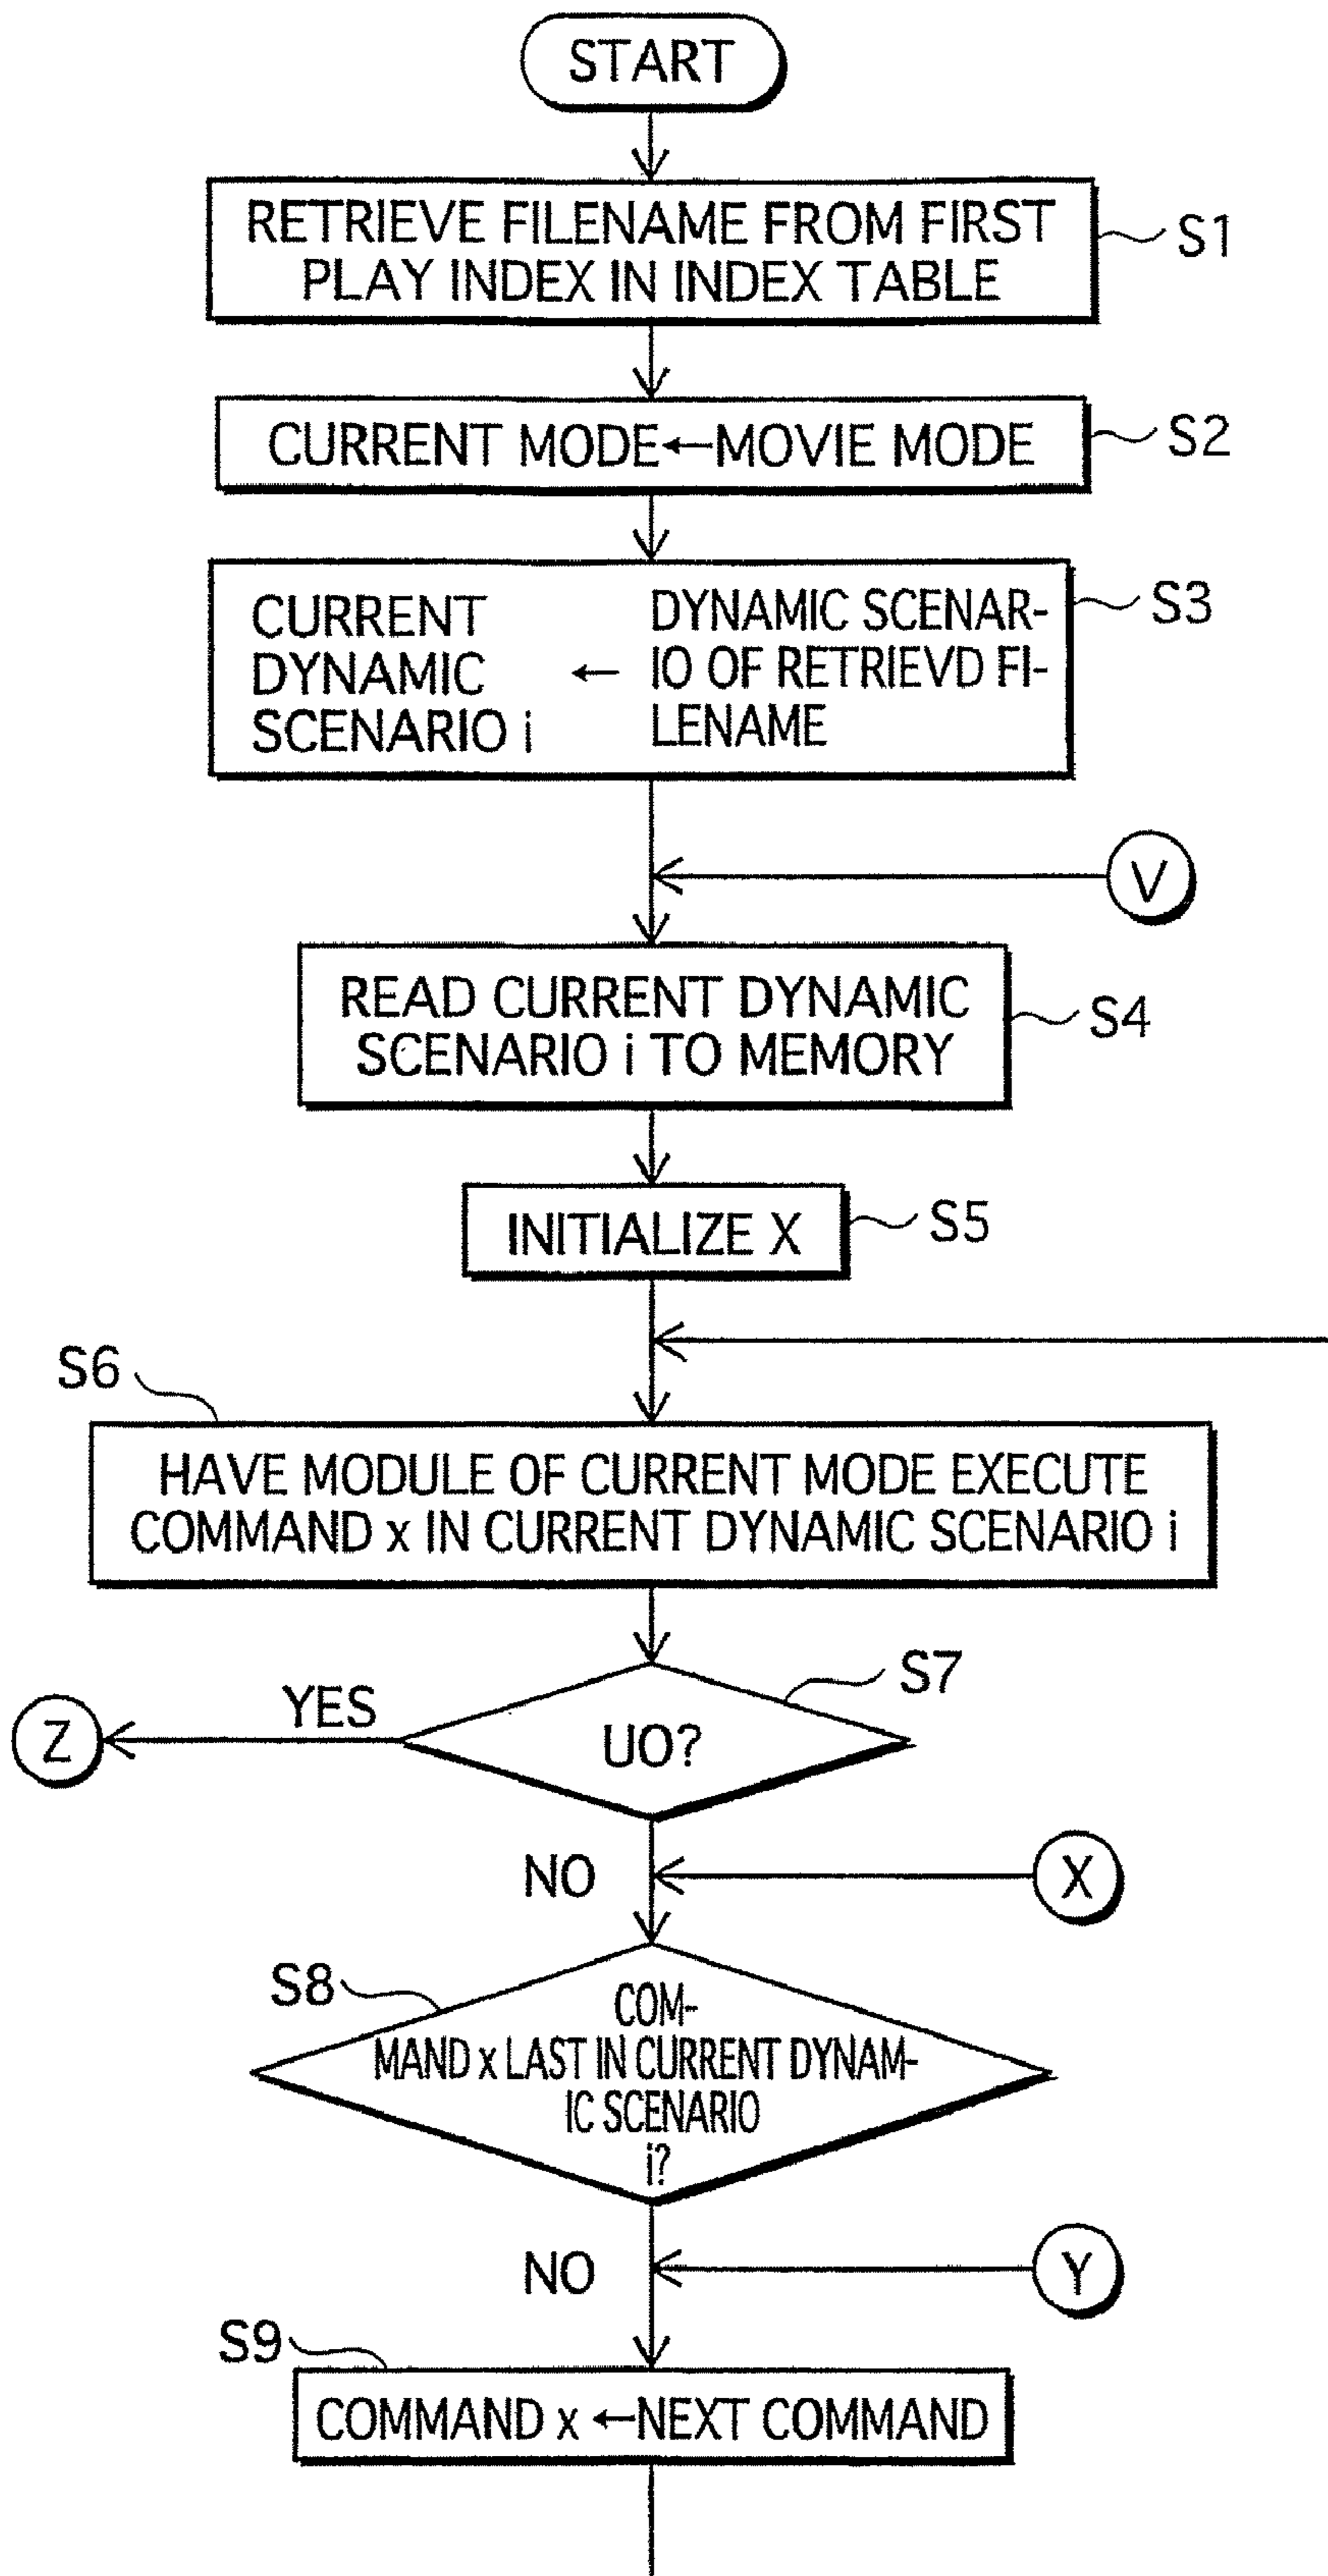 START
RETRIEVE FILENAME FROM FIRST
PLAY INDEX IN INDEX TABLE
S1
CURRENT MODE←MOVIE MODE
S2
CURRENT
DYNAMIC
SCENARIO i
←
DYNAMIC SCENAR-
IO OF RETRIEVD FI-
LENAME
S3
V
READ CURRENT DYNAMIC
SCENARIO i TO MEMORY
S4
INITIALIZE X
S5
S6
HAVE MODULE OF CURRENT MODE EXECUTE
COMMAND x IN CURRENT DYNAMIC SCENARIO i
S7
UO?
YES
Z
NO
X
S8
COM-
MAND x LAST IN CURRENT DYNAM-
IC SCENARIO
i?
NO
Y
S9
COMMAND x ←NEXT COMMAND